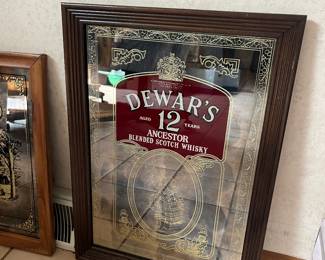 DEWAR'S
AGED 12 YEARS
ANCESTOR
BLENDED SCOTCH WHISKY